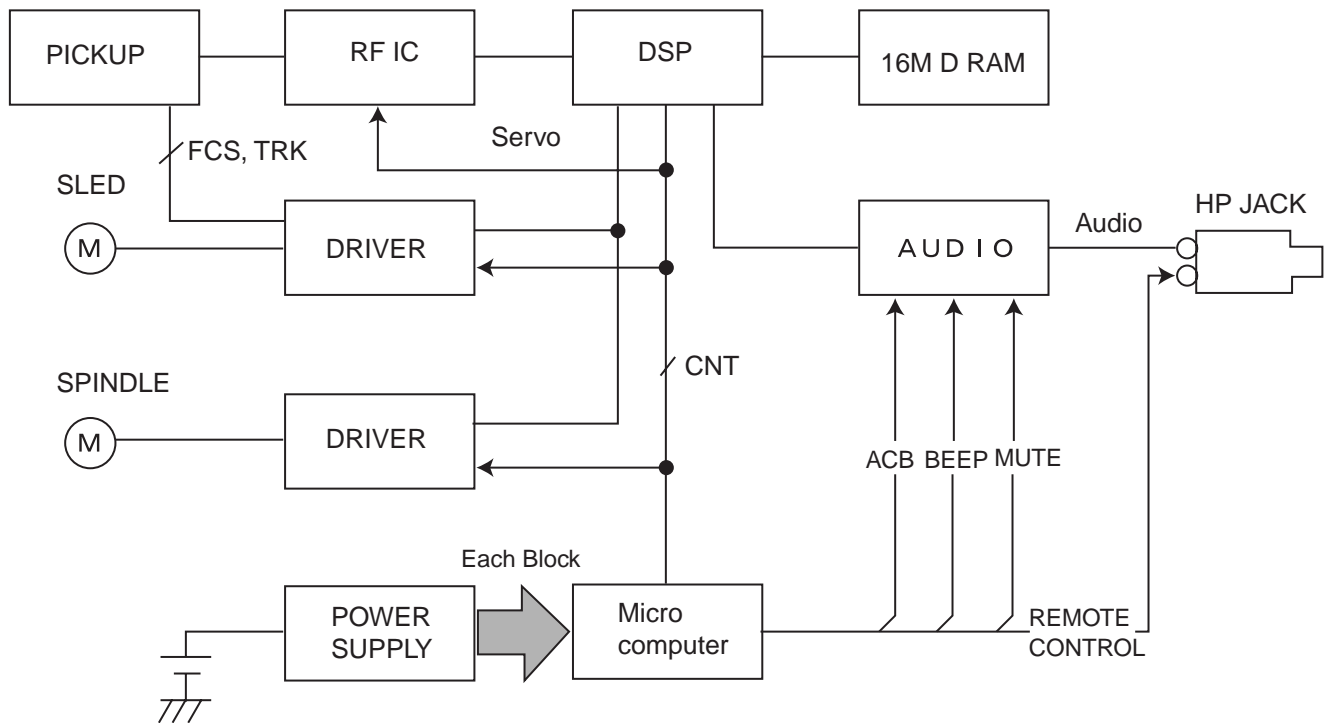 PICKUP
RF IC
DSP
16M D RAM
Servo
FCS, TRK
SLED
M
DRIVER
AUDIO
Audio
HP JACK
CNT
SPINDLE
M
DRIVER
ACB BEEP MUTE
Each Block
POWER
SUPPLY
Micro
computer
REMOTE
CONTROL